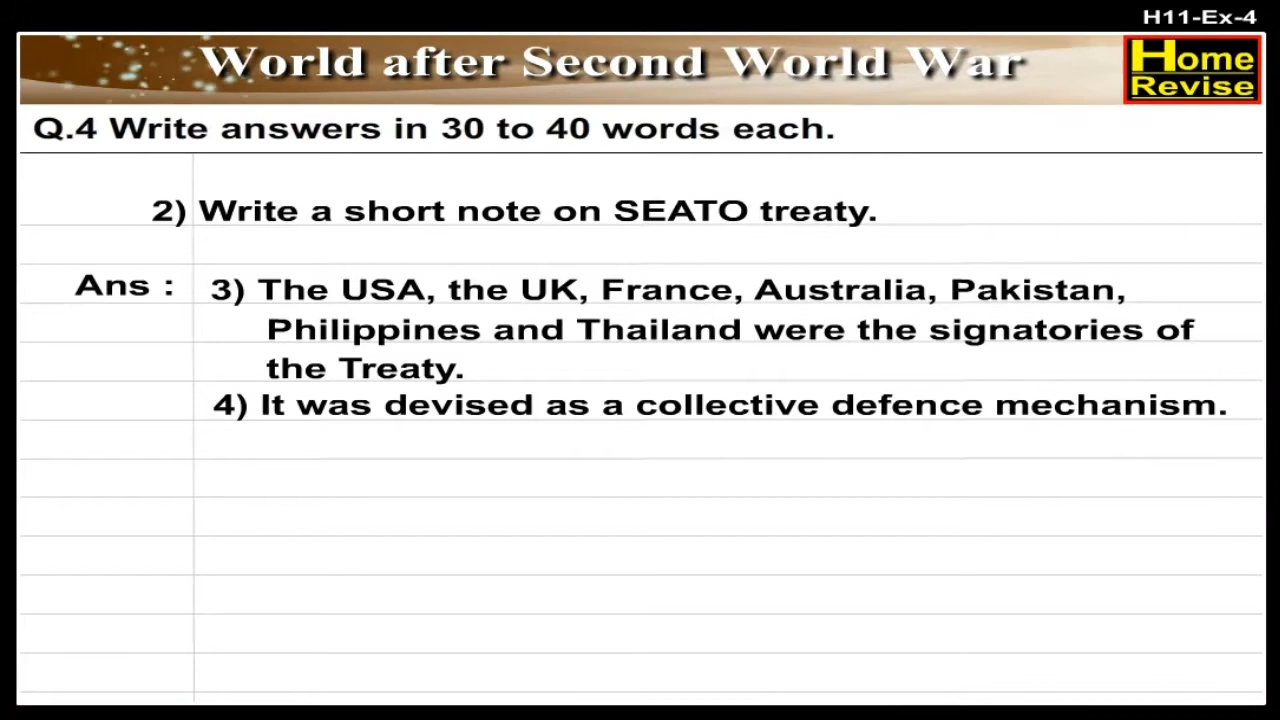 H11-Ex-4
World after Second World War
Home
Revise
Q.4 Write answers in 30 to 40 words each.
2) Write a short note on SEATO treaty.
Ans : 3) The USA, the UK, France, Australia, Pakistan,
Philippines and Thailand were the signatories of
the Treaty.
4) It was devised as a collective defence mechanism.